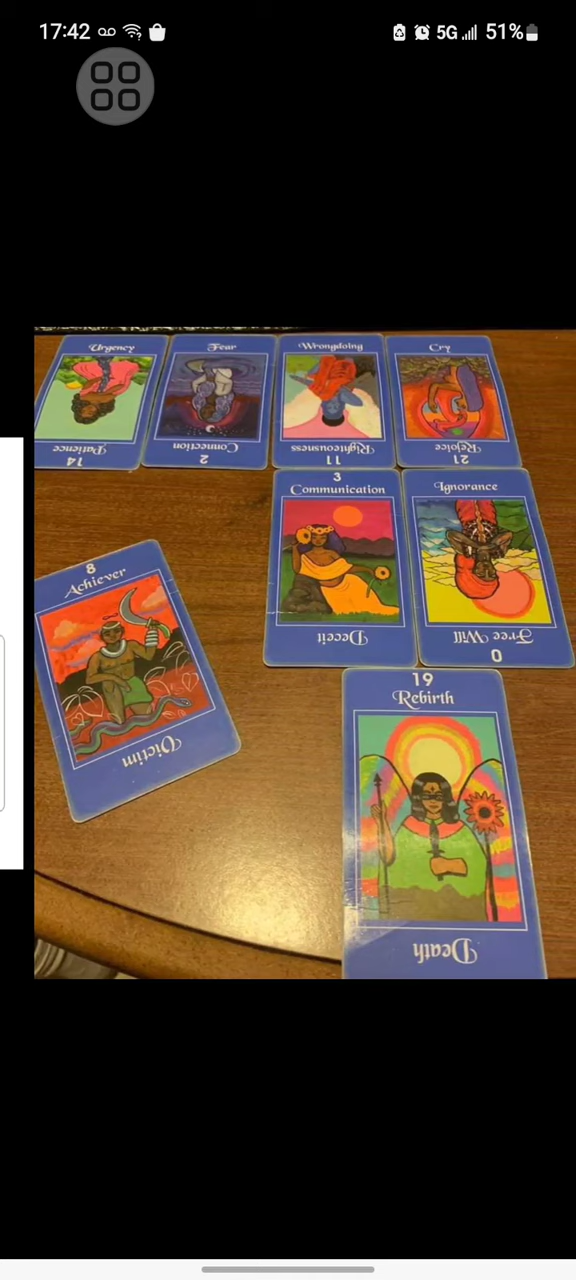 17:42
5G 51%
Urgency
Patience
14
Fear
Connection
2
Wrongdoing
Righteousness
11
Cry
Rejoice
21
3
Communication
Deceit
Ignorance
Free Will
0
8
Achiever
Victim
19
Rebirth
Death